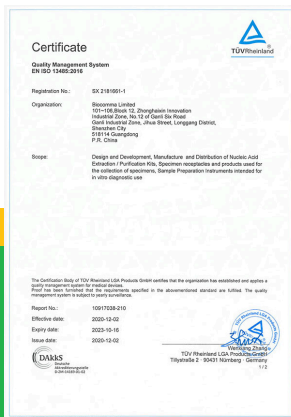 TÜVRheinland
Certificate
Quality Management System
EN ISO 13485:2016
Registration No.: SX 2181661-1
Organization: Biocomma Limited
101-106,Block 12, Zhonghaixin Innovation
Industrial Zone, No.12 of Ganli Six Road
Ganli Industrial Zone, Jihua Street, Longgang District,
Shenzhen City
518114 Guangdong
P.R. China
Scope: Design and Development, Manufacture and Distribution of Nucleic Acid
Extraction / Purification Kits, Specimen receptacles and products used for
the collection of specimens, Sample Preparation Instruments intended for
in vitro diagnostic use
The Certification Body of TÜV Rheinland LGA Products GmbH certifies that the organization has established and applies a
quality management system for medical devices.
Proof has been furnished that the requirements specified in the abovementioned standard are fulfilled. The quality
management system is subject to yearly surveillance.
Report No.: 10917038-210
Effective date: 2020-12-02
Expiry date: 2023-10-16
Issue date: 2020-12-02
DAkkS
Deutsche
Akkreditierungsstelle
Wenxiang Zhang
TÜV Rheinland LGA Products GmbH
Tillystraße 2 · 90431 Nürnberg · Germany
1 / 2